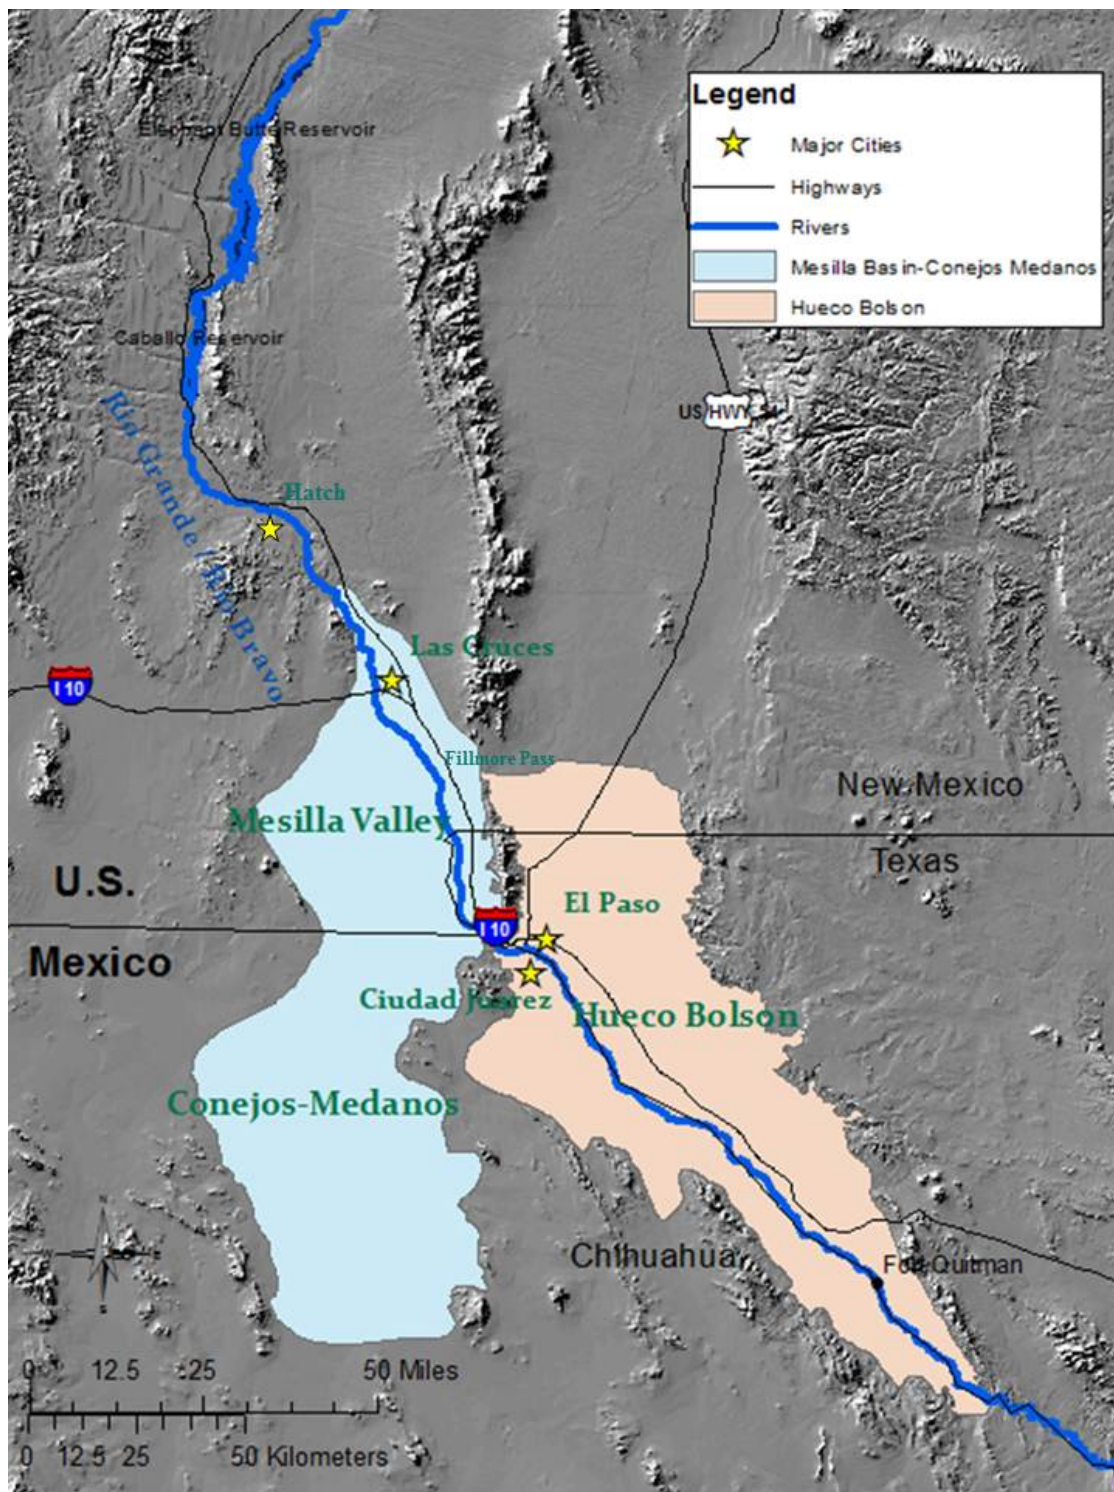 Legend
Major Cities
Highways
Rivers
Mesilla Basin-Conejos Medanos
Hueco Bolson
Elephant Butte Reservoir
Caballo Reservoir
US HWY 54
Rio Grande / Rio Bravo
Hatch
Las Cruces
I 10
Fillmore Pass
New Mexico
Mesilla Valley
Texas
U.S.
El Paso
I 10
Mexico
Ciudad Juarez
Hueco Bolson
Conejos-Medanos
N
W
E
S
Chihuahua
Fort Quitman
0 12.5 25 50 Miles
0 12.5 25 50 Kilometers